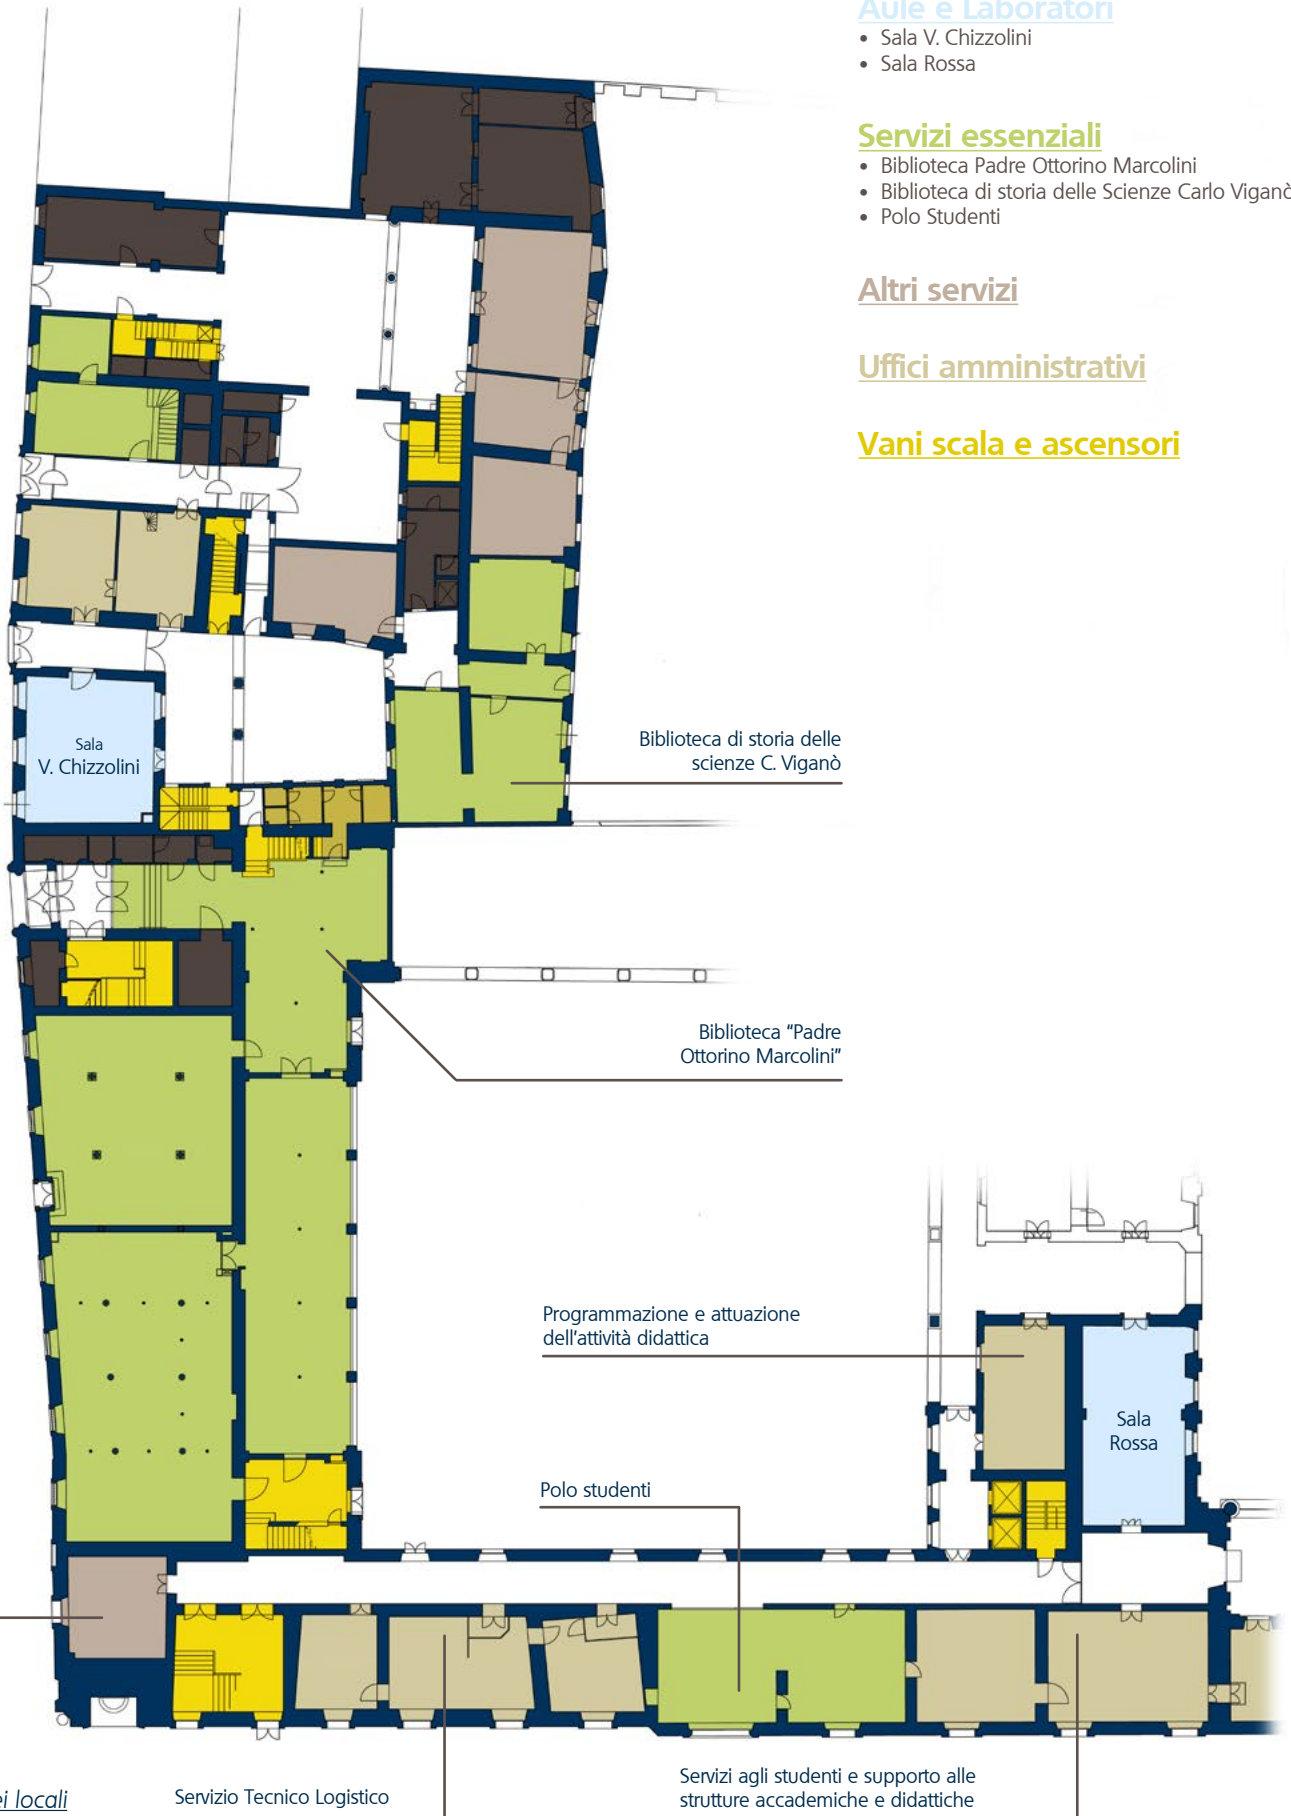 Aule e Laboratori
• Sala V. Chizzolini
• Sala Rossa
Servizi essenziali
• Biblioteca Padre Ottorino Marcolini
• Biblioteca di storia delle Scienze Carlo Viganò
• Polo Studenti
Altri servizi
Uffici amministrativi
Vani scala e ascensori
Sala
V. Chizzolini
Biblioteca di storia delle
scienze C. Viganò
Biblioteca “Padre
Ottorino Marcolini”
Programmazione e attuazione
dell'attività didattica
Sala
Rossa
Polo studenti
Servizi agli studenti e supporto alle
strutture accademiche e didattiche
Servizio Tecnico Logistico
ei locali